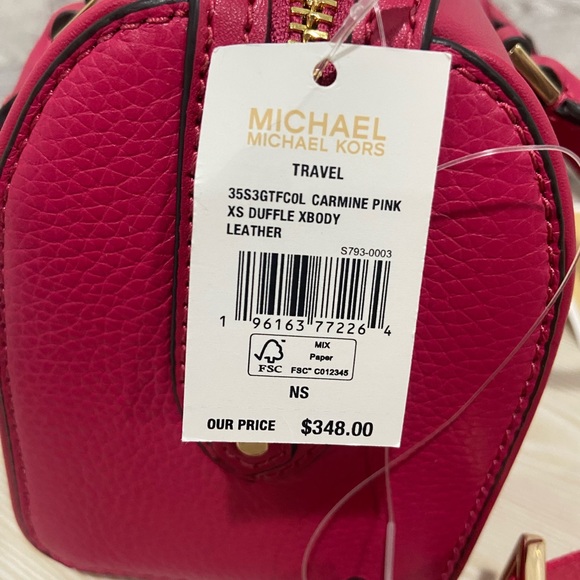 MICHAEL
MICHAEL KORS
TRAVEL
35S3GTFC0L CARMINE PINK
XS DUFFLE XBODY
LEATHER
S793-0003
1 96163 77226 4
FSC
MIX
Paper
FSC™ C012345
NS
OUR PRICE $348.00